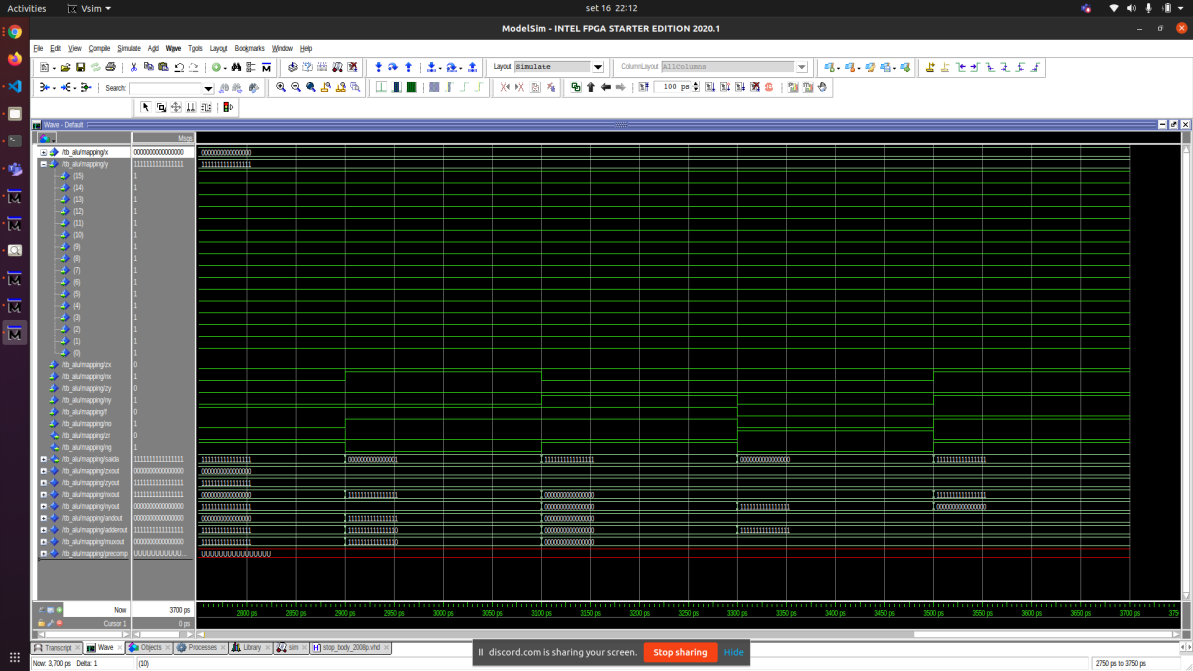 Activities Vsim set 16 22:12
ModelSim - INTEL FPGA STARTER EDITION 2020.1
File Edit View Compile Simulate Add Wave Tools Layout Bookmarks Window Help
Layout Simulate ColumnLayout AllColumns
Search: 100 ps
Wave - Default
Msgs
/tb_alu/mapping/x 0000000000000000 0000000000000000
/tb_alu/mapping/y 1111111111111111 1111111111111111
(15) 1
(14) 1
(13) 1
(12) 1
(11) 1
(10) 1
(9) 1
(8) 1
(7) 1
(6) 1
(5) 1
(4) 1
(3) 1
(2) 1
(1) 1
(0) 1
/tb_alu/mapping/zx 0
/tb_alu/mapping/nx 1
/tb_alu/mapping/zy 0
/tb_alu/mapping/ny 1
/tb_alu/mapping/f 0
/tb_alu/mapping/no 1
/tb_alu/mapping/zr 0
/tb_alu/mapping/ng 1
/tb_alu/mapping/saida 1111111111111111 1111111111111111 0000000000000001 1111111111111111 0000000000000000 1111111111111111
/tb_alu/mapping/zxout 0000000000000000 0000000000000000
/tb_alu/mapping/zyout 1111111111111111 1111111111111111
/tb_alu/mapping/nxout 1111111111111111 0000000000000000 1111111111111111 0000000000000000 1111111111111111
/tb_alu/mapping/nyout 0000000000000000 1111111111111111 0000000000000000 1111111111111111 0000000000000000
/tb_alu/mapping/andout 0000000000000000 0000000000000000 1111111111111111 0000000000000000
/tb_alu/mapping/adderout 1111111111111111 1111111111111111 1111111111111110 0000000000000000 1111111111111111
/tb_alu/mapping/muxout 0000000000000000 1111111111111111 1111111111111110 0000000000000000
/tb_alu/mapping/precomp UUUUUUUUUUU... UUUUUUUUUUUUUUUU
Now 3700 ps 2800 ps 2850 ps 2900 ps 2950 ps 3000 ps 3050 ps 3100 ps 3150 ps 3200 ps 3250 ps 3300 ps 3350 ps 3400 ps 3450 ps 3500 ps 3550 ps 3600 ps 3650 ps 3700 ps 375
Cursor 1 0 ps
Transcript Wave Objects Processes Library sim stop_body_2008p.vhd
discord.com is sharing your screen. Stop sharing Hide
Now: 3,700 ps Delta: 1 (10) 2750 ps to 3750 ps